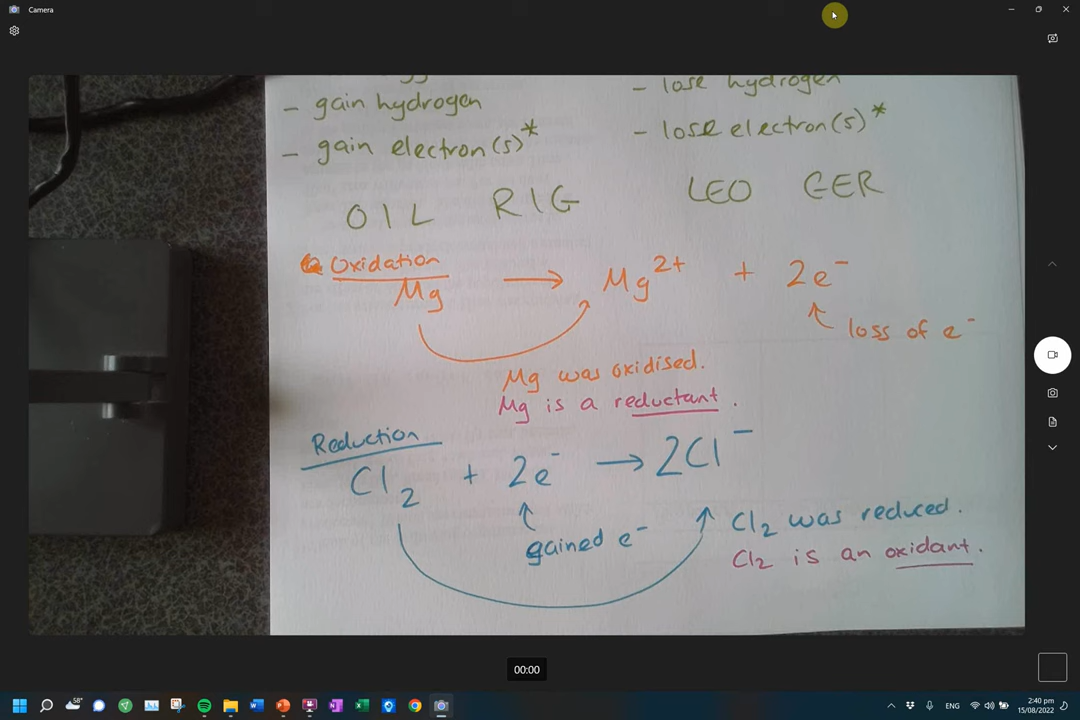 Camera
- gain hydrogen
- gain electron(s)*
- lose hydrogen
- lose electron(s)*
OIL RIG LEO GER
Oxidation
Mg → Mg²⁺ + 2e⁻
↑ loss of e⁻
Mg was oxidised.
Mg is a reductant.
Reduction
Cl₂ + 2e⁻ → 2Cl⁻
↑ gained e⁻
Cl₂ was reduced.
Cl₂ is an oxidant.
00:00
58°
ENG
2:40 pm
15/08/2022